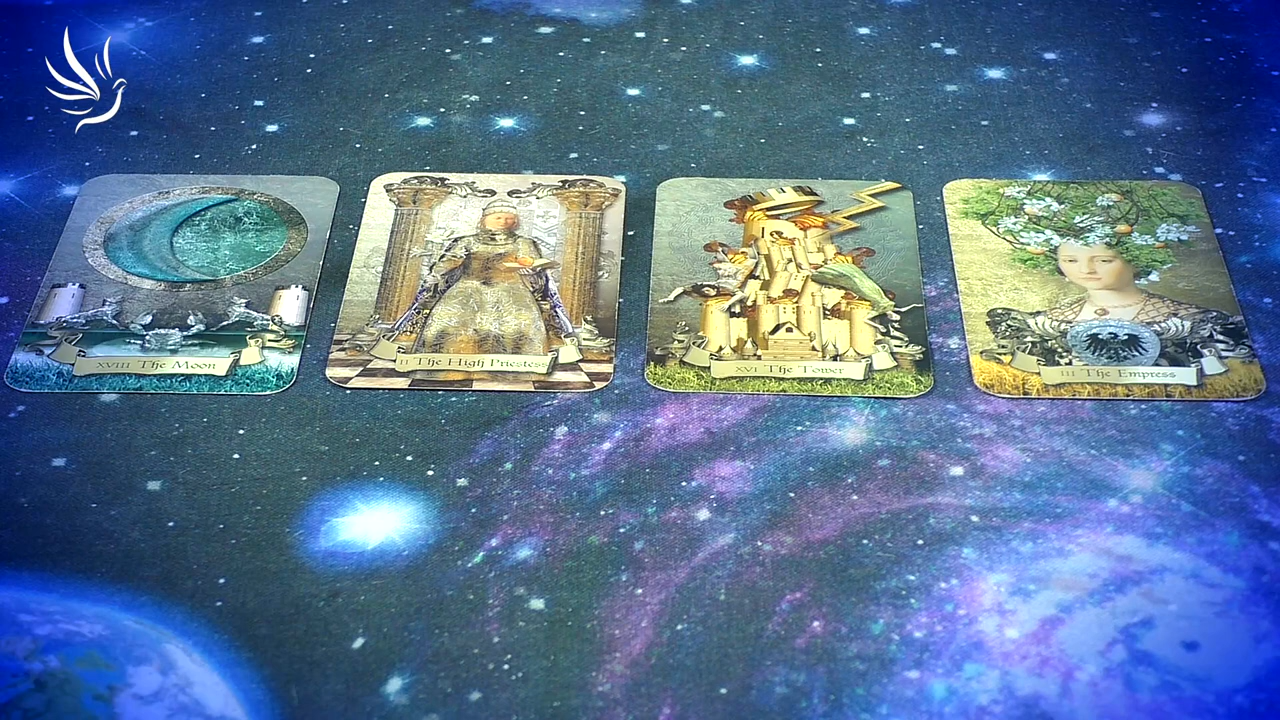 XVIII The Moon
II The High Priestess
XVI The Tower
III The Empress